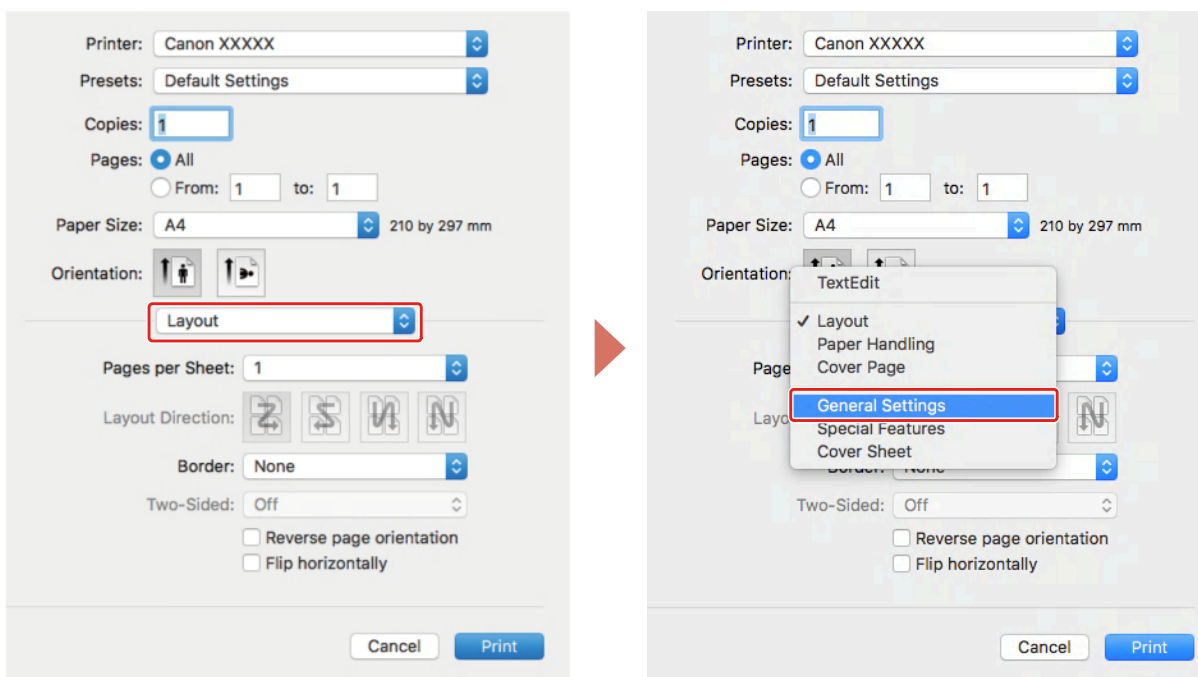 Printer: Canon XXXXX
Presets: Default Settings
Copies: 1
Pages: All
From: 1 to: 1
Paper Size: A4 210 by 297 mm
Orientation:
Layout
Pages per Sheet: 1
Layout Direction:
Border: None
Two-Sided: Off
Reverse page orientation
Flip horizontally
Cancel Print
Printer: Canon XXXXX
Presets: Default Settings
Copies: 1
Pages: All
From: 1 to: 1
Paper Size: A4 210 by 297 mm
Orientation:
TextEdit
✓ Layout
Paper Handling
Cover Page
General Settings
Special Features
Cover Sheet
Page
Layo
Border: None
Two-Sided: Off
Reverse page orientation
Flip horizontally
Cancel Print